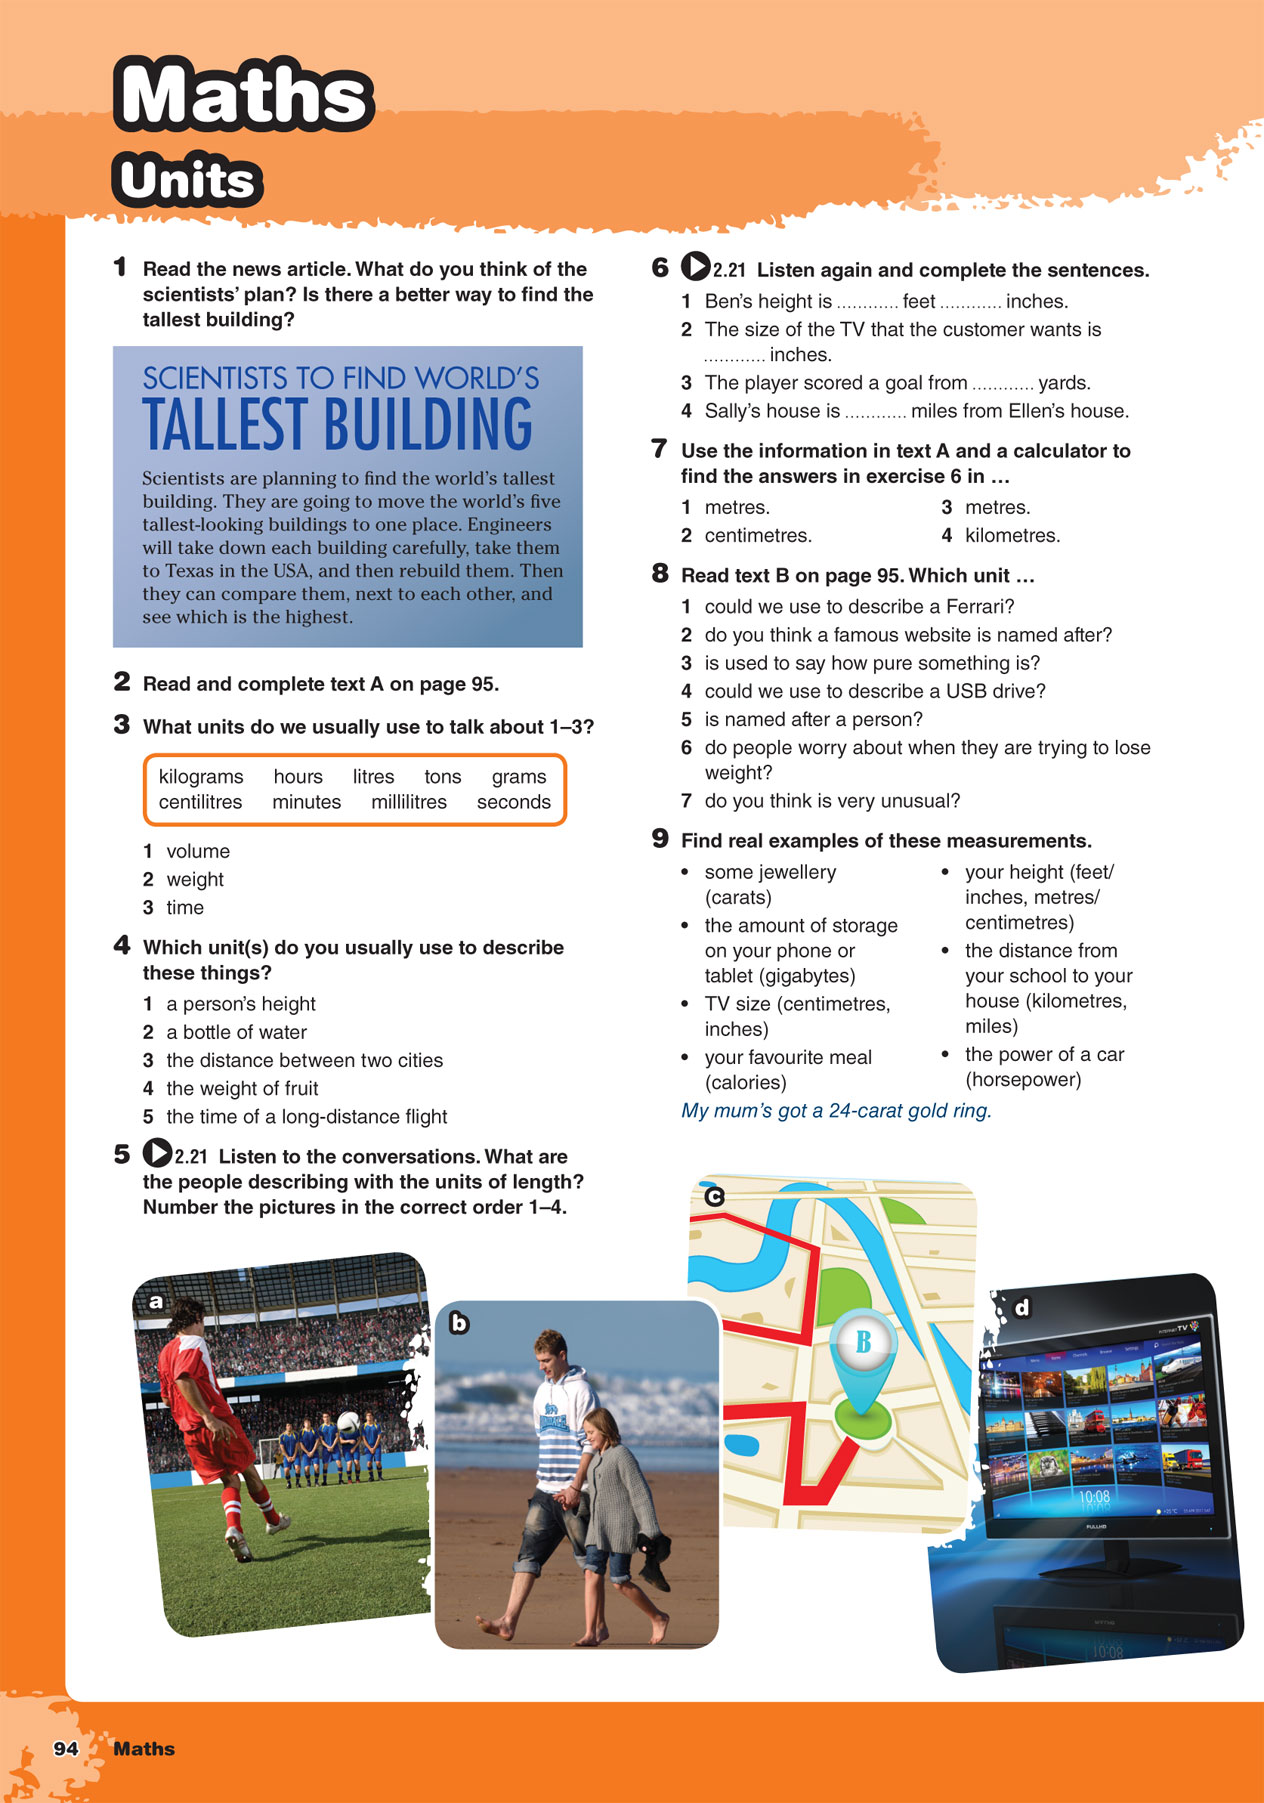 Maths
Units
1 Read the news article. What do you think of the
scientists' plan? Is there a better way to find the
tallest building?
SCIENTISTS TO FIND WORLD'S
TALLEST BUILDING
Scientists are planning to find the world's tallest
building. They are going to move the world's five
tallest-looking buildings to one place. Engineers
will take down each building carefully, take them
to Texas in the USA, and then rebuild them. Then
they can compare them, next to each other, and
see which is the highest.
2 Read and complete text A on page 95.
3 What units do we usually use to talk about 1–3?
kilograms hours litres tons grams
centilitres minutes millilitres seconds
1 volume
2 weight
3 time
4 Which unit(s) do you usually use to describe
these things?
1 a person's height
2 a bottle of water
3 the distance between two cities
4 the weight of fruit
5 the time of a long-distance flight
5 2.21 Listen to the conversations. What are
the people describing with the units of length?
Number the pictures in the correct order 1–4.
6 2.21 Listen again and complete the sentences.
1 Ben's height is ............ feet ............ inches.
2 The size of the TV that the customer wants is
............ inches.
3 The player scored a goal from ............ yards.
4 Sally's house is ............ miles from Ellen's house.
7 Use the information in text A and a calculator to
find the answers in exercise 6 in …
1 metres.
2 centimetres.
3 metres.
4 kilometres.
8 Read text B on page 95. Which unit …
1 could we use to describe a Ferrari?
2 do you think a famous website is named after?
3 is used to say how pure something is?
4 could we use to describe a USB drive?
5 is named after a person?
6 do people worry about when they are trying to lose
weight?
7 do you think is very unusual?
9 Find real examples of these measurements.
• some jewellery
(carats)
• the amount of storage
on your phone or
tablet (gigabytes)
• TV size (centimetres,
inches)
• your favourite meal
(calories)
• your height (feet/
inches, metres/
centimetres)
• the distance from
your school to your
house (kilometres,
miles)
• the power of a car
(horsepower)
My mum's got a 24-carat gold ring.
a
b
c
B
d
TV
10:08
FULLHD
10:08
94 Maths